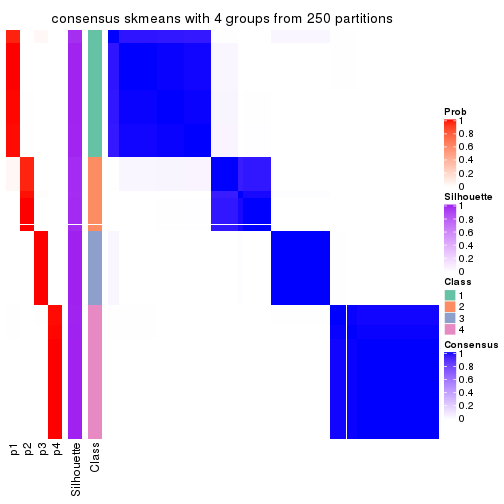 consensus skmeans with 4 groups from 250 partitions
Prob
1
0.8
0.6
0.4
0.2
0
Silhouette
1
0.8
0.6
0.4
0.2
0
Class
1
2
3
4
Consensus
1
0.8
0.6
0.4
0.2
0
p1
p2
p3
p4
Silhouette
Class